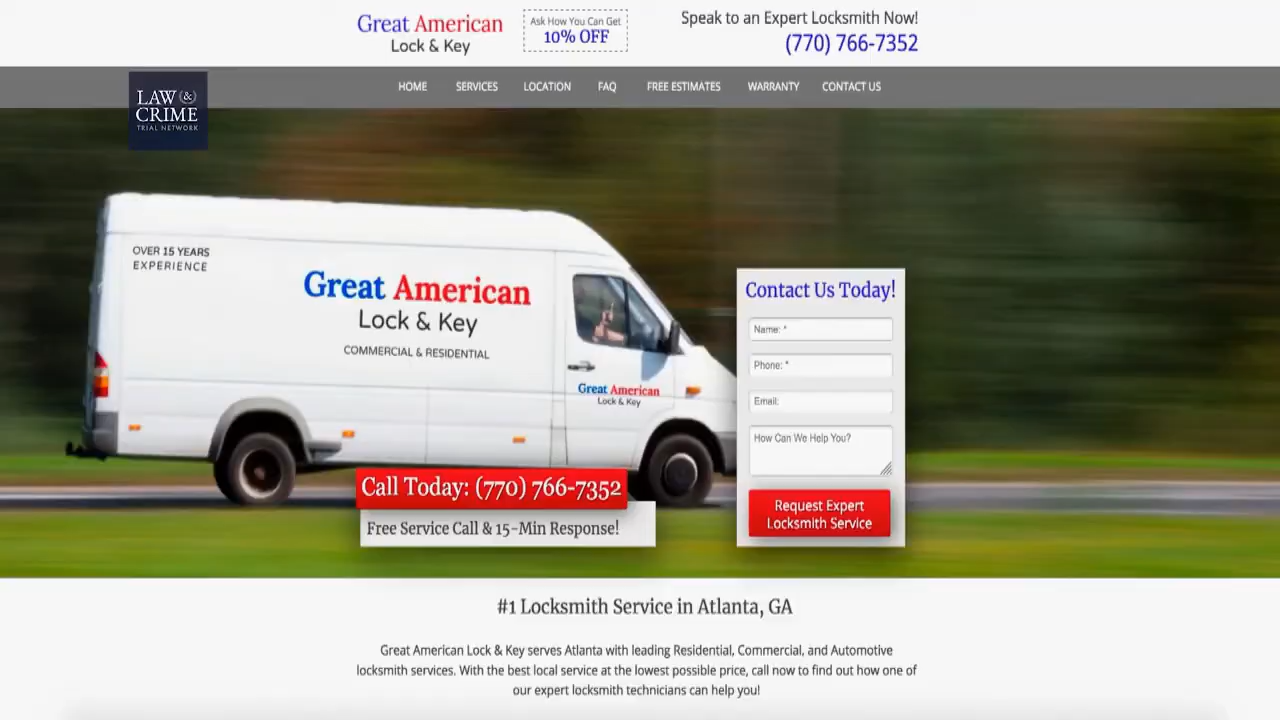 Great American
Lock & Key
Ask How You Can Get
10% OFF
Speak to an Expert Locksmith Now!
(770) 766-7352
HOME
SERVICES
LOCATION
FAQ
FREE ESTIMATES
WARRANTY
CONTACT US
LAW &
CRIME
TRIAL NETWORK
OVER 15 YEARS
EXPERIENCE
Great American
Lock & Key
COMMERCIAL & RESIDENTIAL
Great American
Lock & Key
Call Today: (770) 766-7352
Free Service Call & 15-Min Response!
Contact Us Today!
Name: *
Phone: *
Email:
How Can We Help You?
Request Expert
Locksmith Service
#1 Locksmith Service in Atlanta, GA
Great American Lock & Key serves Atlanta with leading Residential, Commercial, and Automotive
locksmith services. With the best local service at the lowest possible price, call now to find out how one of
our expert locksmith technicians can help you!